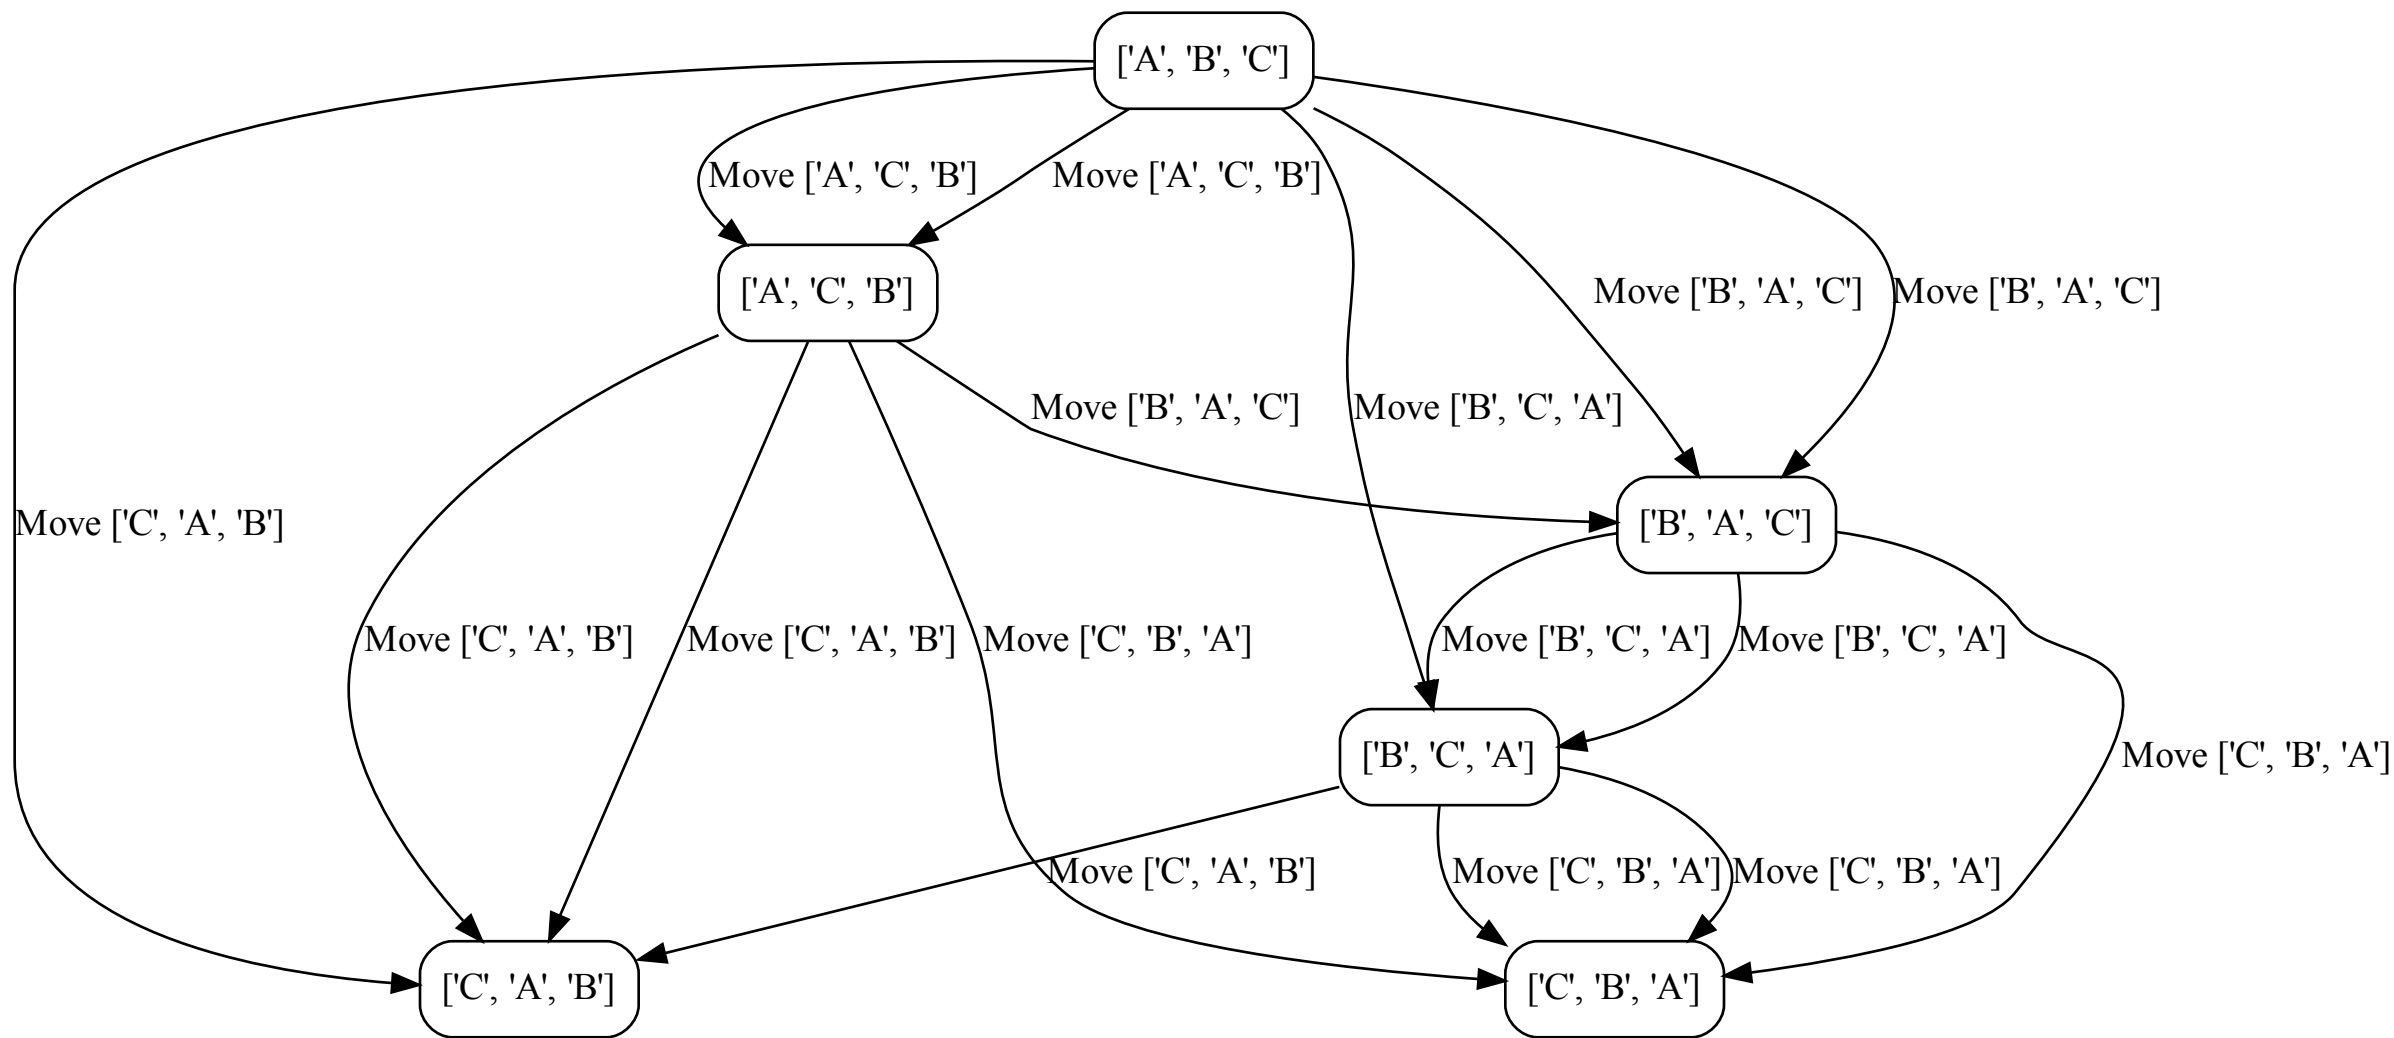 ['A', 'B', 'C']
Move ['A', 'C', 'B']
Move ['A', 'C', 'B']
['A', 'C', 'B']
Move ['B', 'A', 'C']
Move ['B', 'A', 'C']
Move ['B', 'A', 'C']
Move ['B', 'C', 'A']
Move ['C', 'A', 'B']
['B', 'A', 'C']
Move ['C', 'A', 'B']
Move ['C', 'A', 'B']
Move ['C', 'B', 'A']
Move ['B', 'C', 'A']
Move ['B', 'C', 'A']
['B', 'C', 'A']
Move ['C', 'B', 'A']
Move ['C', 'A', 'B']
Move ['C', 'B', 'A']
Move ['C', 'B', 'A']
['C', 'A', 'B']
['C', 'B', 'A']